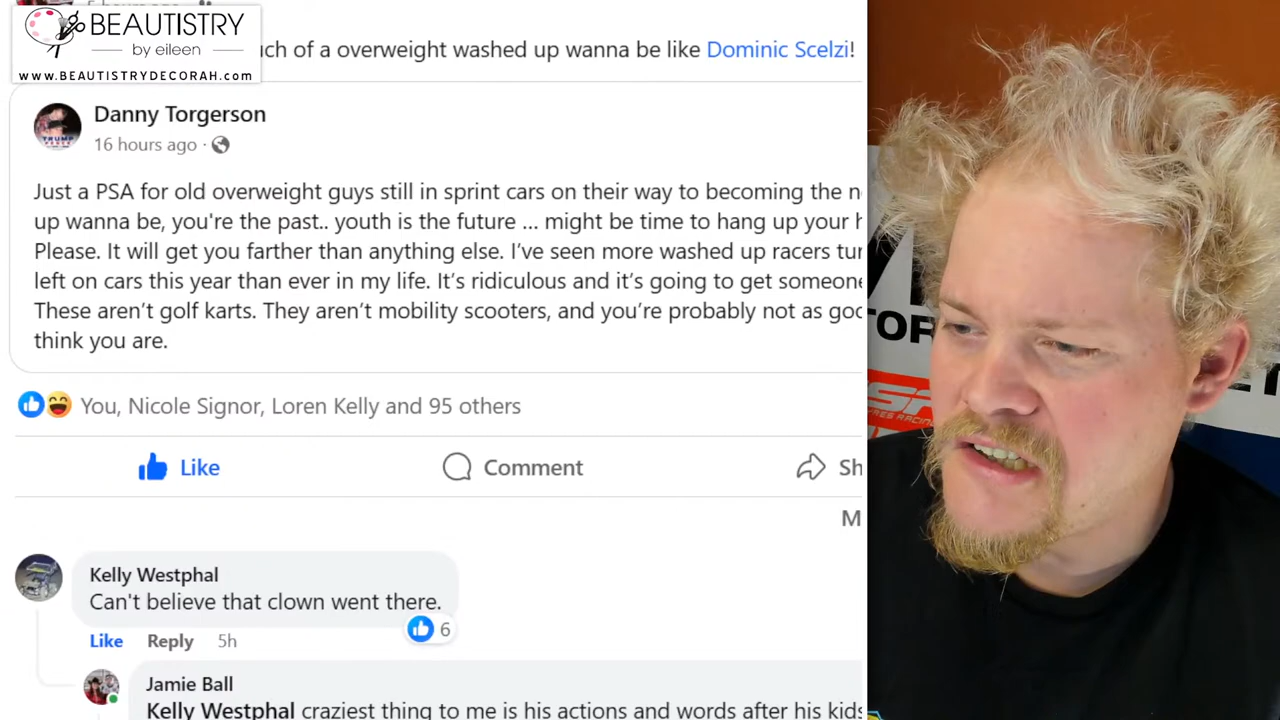 BEAUTISTRY
by eileen
www.BEAUTISTRYDECORAH.com
of a overweight washed up wanna be like Dominic Scelzi!
Danny Torgerson
16 hours ago ·
Just a PSA for old overweight guys still in sprint cars on their way to becoming the
up wanna be, you're the past.. youth is the future ... might be time to hang up your
Please. It will get you farther than anything else. I've seen more washed up racers
left on cars this year than ever in my life. It's ridiculous and it's going to get someone
These aren't golf karts. They aren't mobility scooters, and you're probably not as
think you are.
You, Nicole Signor, Loren Kelly and 95 others
Like
Comment
Kelly Westphal
Can't believe that clown went there.
6
Like Reply 5h
Jamie Ball
Kelly Westphal craziest thing to me is his actions and words after his kids